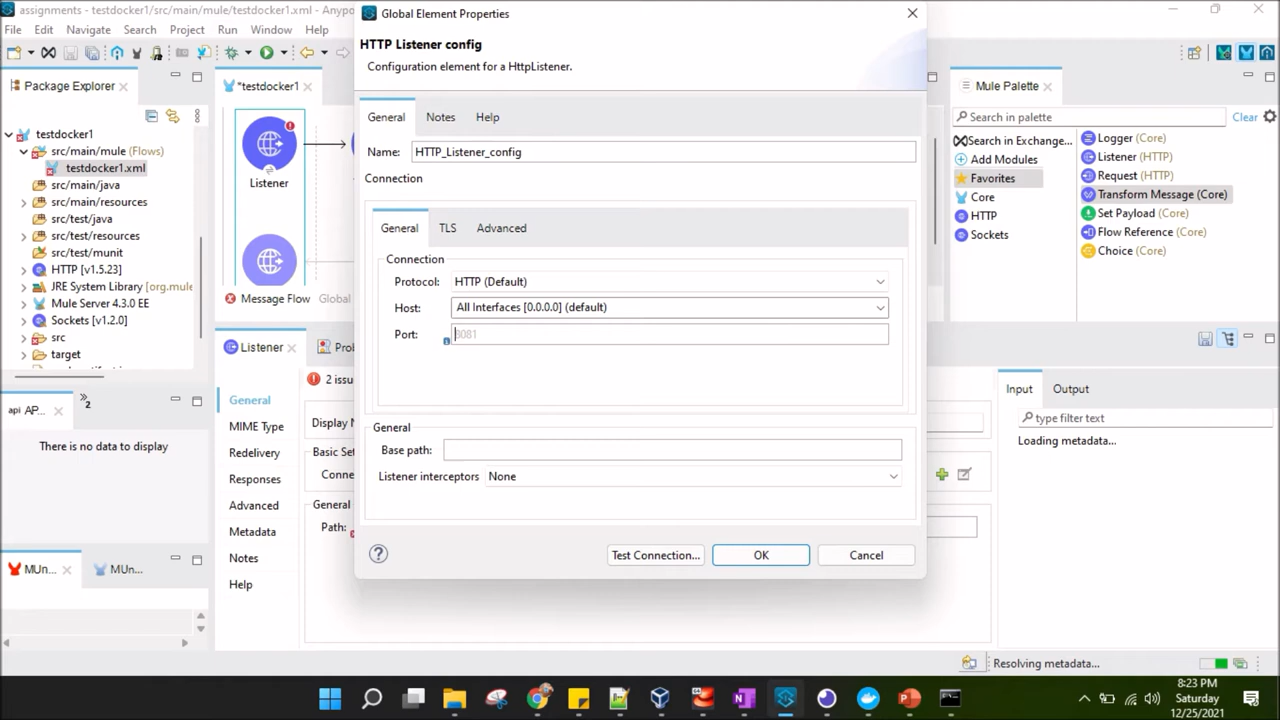 assignments - testdocker1/src/main/mule/testdocker1.xml - Anypo
File Edit Navigate Search Project Run Window Help
Package Explorer
testdocker1
src/main/mule (Flows)
testdocker1.xml
src/main/java
src/main/resources
src/test/java
src/test/resources
src/test/munit
HTTP [v1.5.23]
JRE System Library [org.mule
Mule Server 4.3.0 EE
Sockets [v1.2.0]
src
target
api AP...
2
There is no data to display
MUn...
MUn...
*testdocker1
Listener
Message Flow Global
Listener
Prob
General
MIME Type
Redelivery
Responses
Advanced
Metadata
Notes
Help
2 issu
Display N
Basic Set
Conne
General
Path:
Global Element Properties
HTTP Listener config
Configuration element for a HttpListener.
General Notes Help
Name: HTTP_Listener_config
Connection
General TLS Advanced
Connection
Protocol: HTTP (Default)
Host: All Interfaces [0.0.0.0] (default)
Port: 8081
General
Base path:
Listener interceptors None
?
Test Connection... OK Cancel
Mule Palette
Search in palette
Clear
Search in Exchange...
Add Modules
Favorites
Core
HTTP
Sockets
Logger (Core)
Listener (HTTP)
Request (HTTP)
Transform Message (Core)
Set Payload (Core)
Flow Reference (Core)
Choice (Core)
Input Output
type filter text
Loading metadata...
Resolving metadata...
8:23 PM
Saturday
12/25/2021